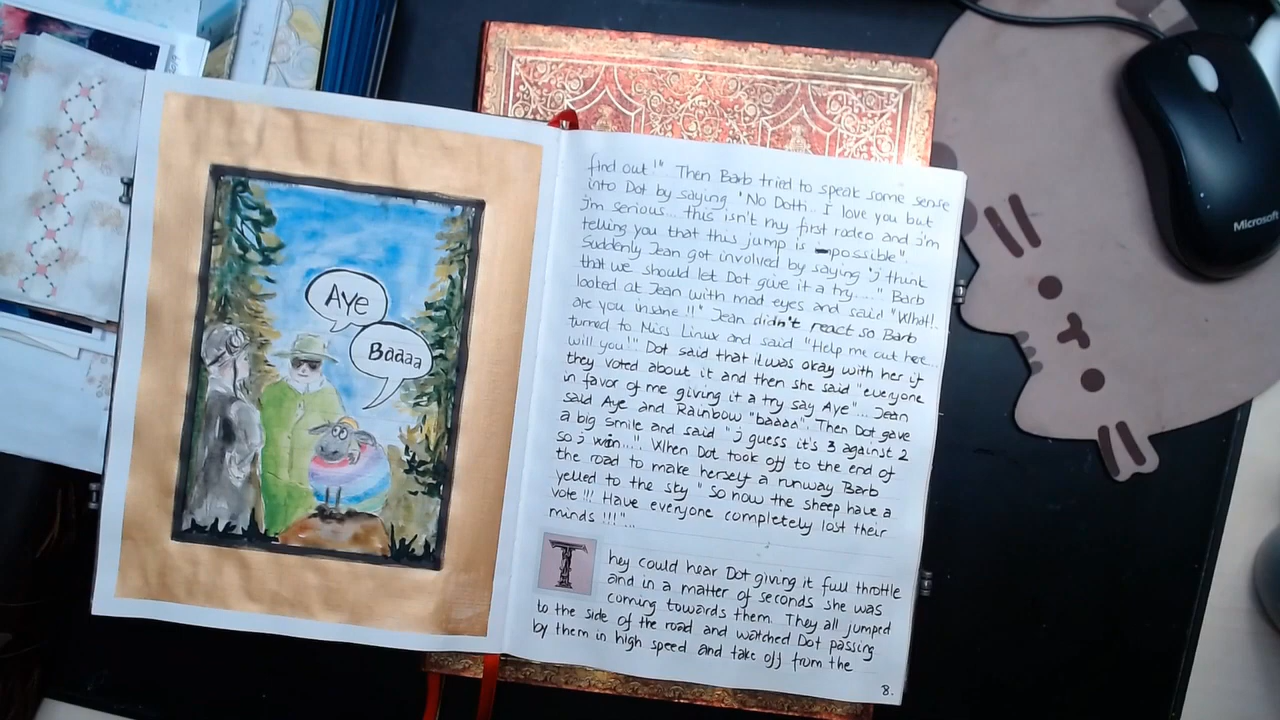 Aye
Baaaa
find out!" Then Barb tried to speak some sense
into Dot by saying "No Dotti.. I love you but
i'm serious... this isn't my first rodeo and i'm
telling you that this jump is impossible".
Suddenly Jean got involved by saying "i think
that we should let Dot give it a try....." Barb
looked at Jean with mad eyes and said "What!..
are you insane!!" Jean didn't react so Barb
turned to Miss Linux and said "Help me out here...
will you!" Dot said that it was okay with her if
they voted about it and then she said "everyone
in favor of me giving it a try say Aye"... Jean
said Aye and Rainbow "baaaa". Then Dot gave
a big smile and said "i guess it's 3 against 2
so i win...!". When Dot took off to the end of
the road to make herself a runway Barb
yelled to the sky "So now the sheep have a
vote!!! Have everyone completely lost their
minds!!!"...
They could hear Dot giving it full throttle
and in a matter of seconds she was
coming towards them. They all jumped
to the side of the road and watched Dot passing
by them in high speed and take off from the
8.
Microsoft